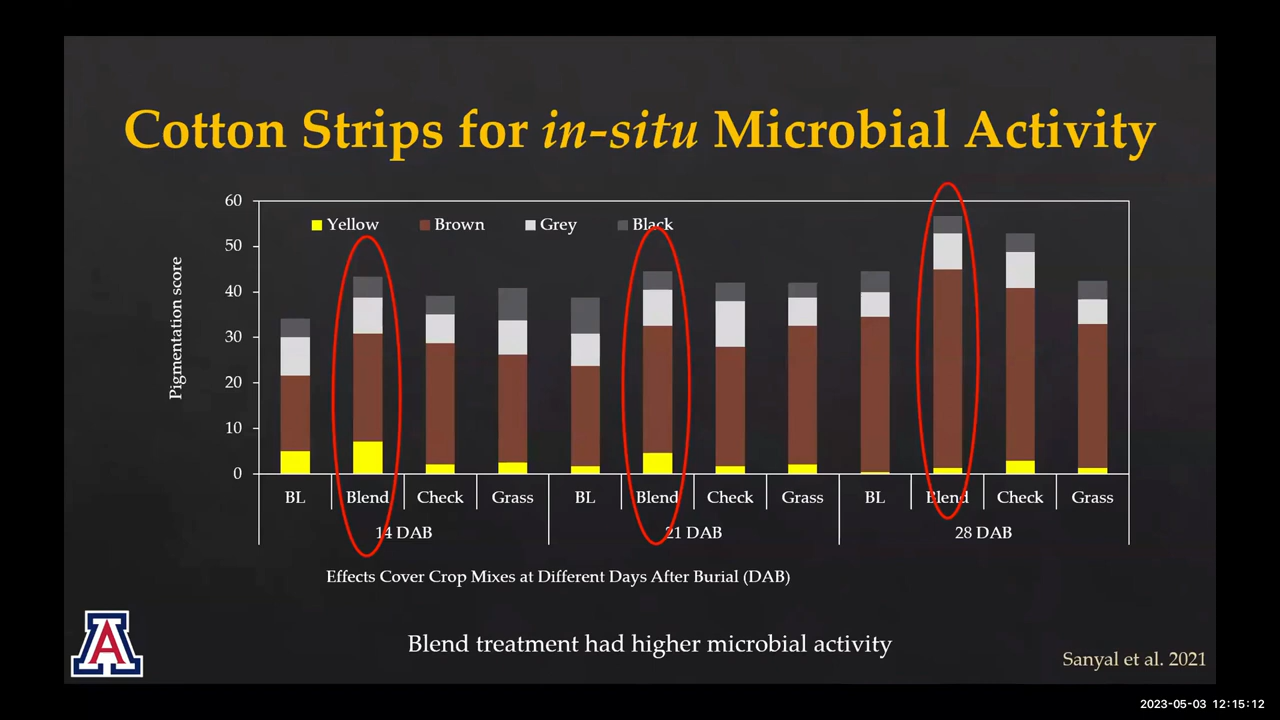 Cotton Strips for in-situ Microbial Activity
60
50
40
30
20
10
0
Pigmentation score
Yellow Brown Grey Black
BL Blend Check Grass BL Blend Check Grass BL Blend Check Grass
14 DAB 21 DAB 28 DAB
Effects Cover Crop Mixes at Different Days After Burial (DAB)
Blend treatment had higher microbial activity
Sanyal et al. 2021
A
2023-05-03 12:15:12